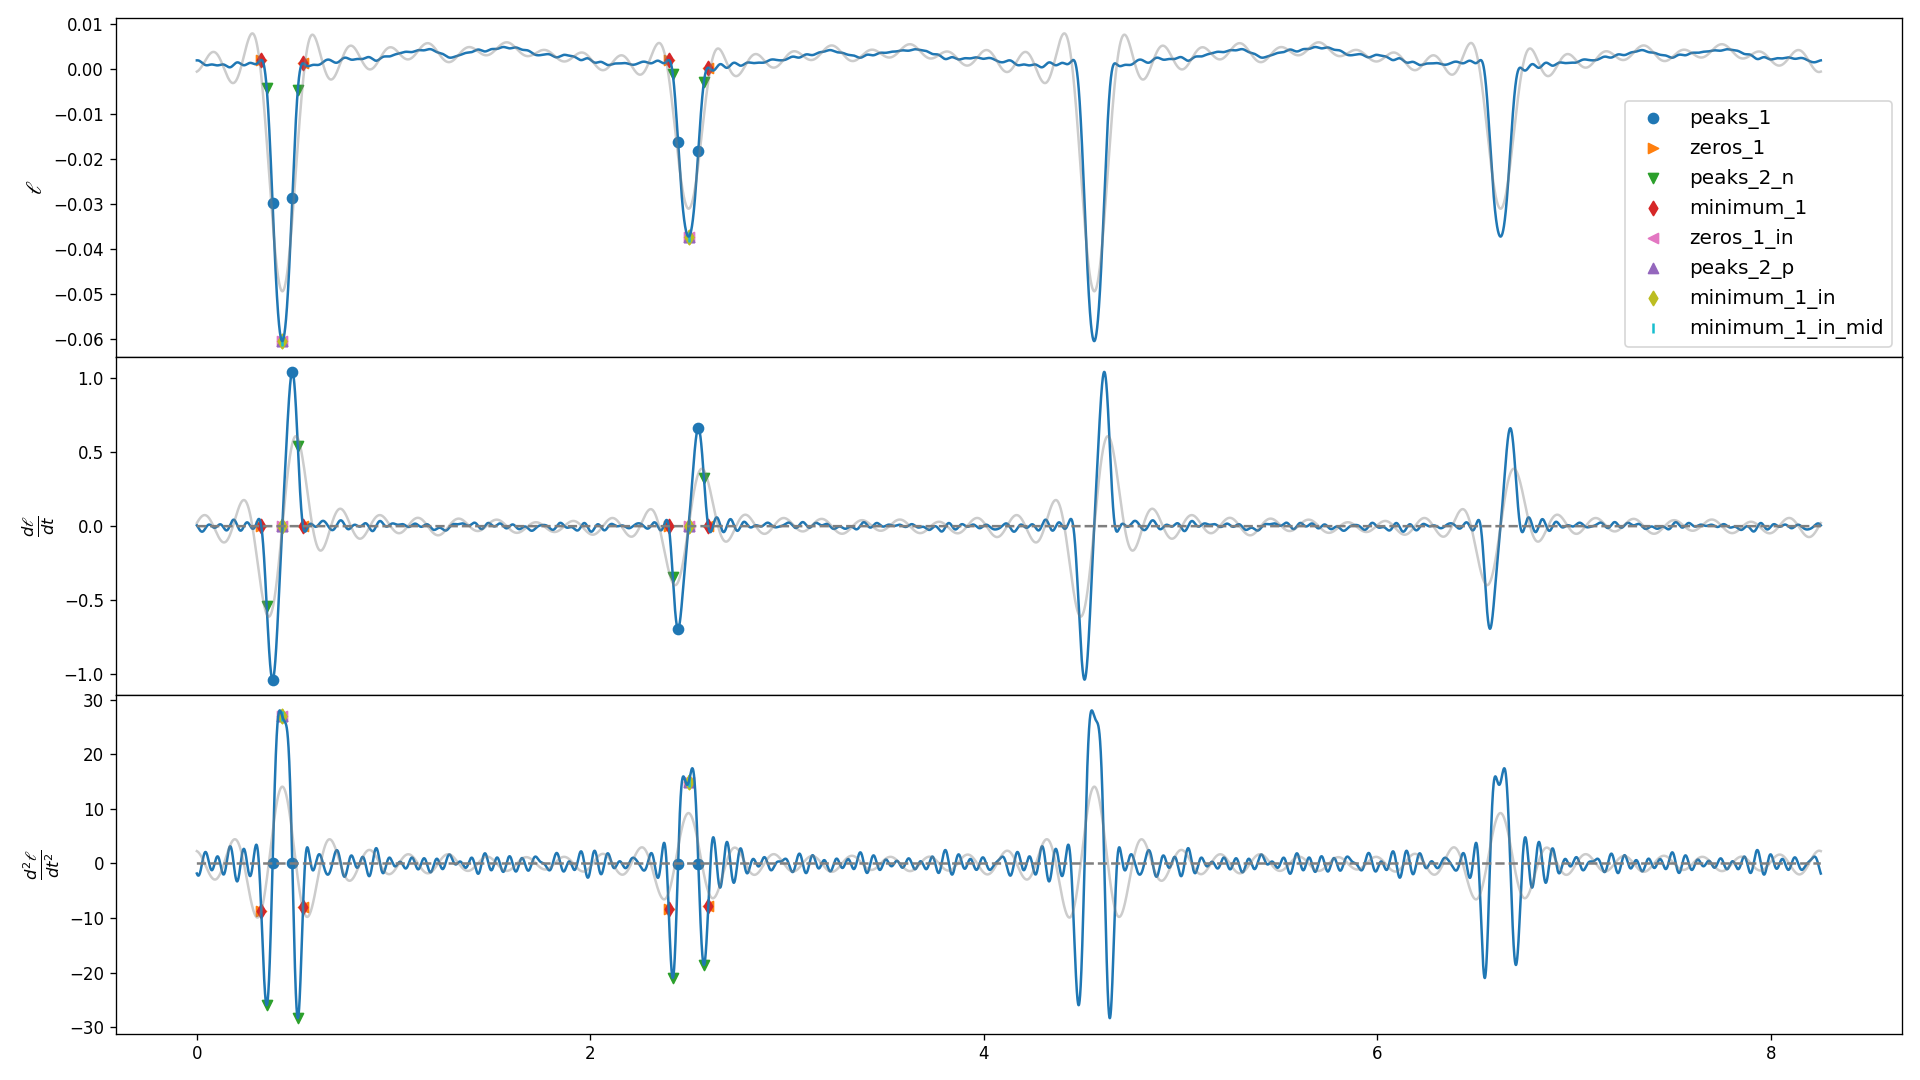 0.01
0.00
−0.01
−0.02
−0.03
−0.04
−0.05
−0.06
ℓ
peaks_1
zeros_1
peaks_2_n
minimum_1
zeros_1_in
peaks_2_p
minimum_1_in
minimum_1_in_mid
1.0
0.5
0.0
−0.5
−1.0
dℓ
dt
30
20
10
0
−10
−20
−30
d²ℓ
dt²
0 2 4 6 8